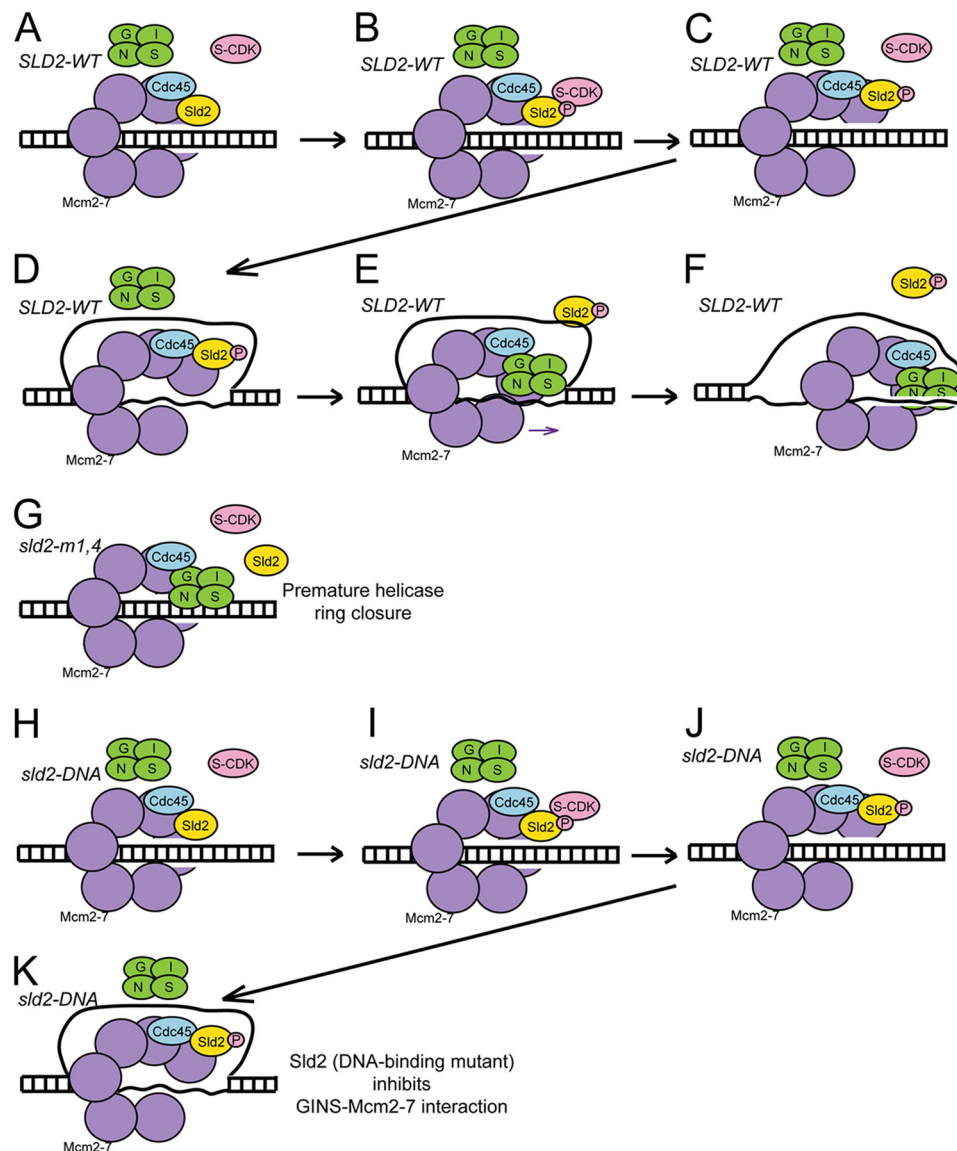 A
B
C
G I
N S
S-CDK
SLD2-WT
Cdc45
Sld2
Mcm2-7
G I
N S
SLD2-WT
Cdc45
S-CDK
Sld2
P
Mcm2-7
G I
N S
S-CDK
SLD2-WT
Cdc45
Sld2
P
Mcm2-7
D
E
F
G I
N S
SLD2-WT
Cdc45
Sld2
P
Mcm2-7
SLD2-WT
Sld2
P
Cdc45
G I
N S
Mcm2-7
Sld2
P
SLD2-WT
Cdc45
G I
N S
Mcm2-7
G
S-CDK
sld2-m1,4
Cdc45
Sld2
G I
N S
Mcm2-7
Premature helicase
ring closure
H
I
J
G I
N S
S-CDK
sld2-DNA
Cdc45
Sld2
Mcm2-7
G I
N S
sld2-DNA
Cdc45
S-CDK
Sld2
P
Mcm2-7
G I
N S
S-CDK
sld2-DNA
Cdc45
Sld2
P
Mcm2-7
K
G I
N S
sld2-DNA
Cdc45
Sld2
P
Mcm2-7
Sld2 (DNA-binding mutant)
inhibits
GINS-Mcm2-7 interaction